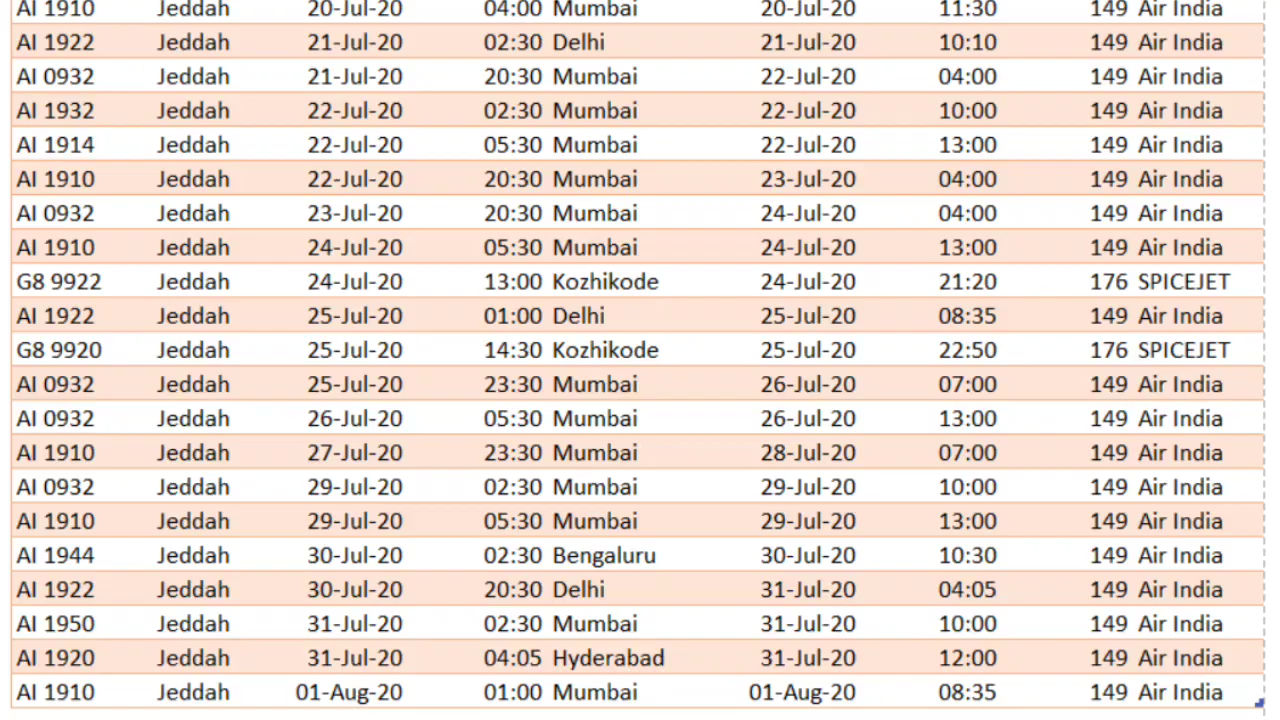 AI 1910 Jeddah 20-Jul-20 04:00 Mumbai 20-Jul-20 11:30 149 Air India
AI 1922 Jeddah 21-Jul-20 02:30 Delhi 21-Jul-20 10:10 149 Air India
AI 0932 Jeddah 21-Jul-20 20:30 Mumbai 22-Jul-20 04:00 149 Air India
AI 1932 Jeddah 22-Jul-20 02:30 Mumbai 22-Jul-20 10:00 149 Air India
AI 1914 Jeddah 22-Jul-20 05:30 Mumbai 22-Jul-20 13:00 149 Air India
AI 1910 Jeddah 22-Jul-20 20:30 Mumbai 23-Jul-20 04:00 149 Air India
AI 0932 Jeddah 23-Jul-20 20:30 Mumbai 24-Jul-20 04:00 149 Air India
AI 1910 Jeddah 24-Jul-20 05:30 Mumbai 24-Jul-20 13:00 149 Air India
G8 9922 Jeddah 24-Jul-20 13:00 Kozhikode 24-Jul-20 21:20 176 SPICEJET
AI 1922 Jeddah 25-Jul-20 01:00 Delhi 25-Jul-20 08:35 149 Air India
G8 9920 Jeddah 25-Jul-20 14:30 Kozhikode 25-Jul-20 22:50 176 SPICEJET
AI 0932 Jeddah 25-Jul-20 23:30 Mumbai 26-Jul-20 07:00 149 Air India
AI 0932 Jeddah 26-Jul-20 05:30 Mumbai 26-Jul-20 13:00 149 Air India
AI 1910 Jeddah 27-Jul-20 23:30 Mumbai 28-Jul-20 07:00 149 Air India
AI 0932 Jeddah 29-Jul-20 02:30 Mumbai 29-Jul-20 10:00 149 Air India
AI 1910 Jeddah 29-Jul-20 05:30 Mumbai 29-Jul-20 13:00 149 Air India
AI 1944 Jeddah 30-Jul-20 02:30 Bengaluru 30-Jul-20 10:30 149 Air India
AI 1922 Jeddah 30-Jul-20 20:30 Delhi 31-Jul-20 04:05 149 Air India
AI 1950 Jeddah 31-Jul-20 02:30 Mumbai 31-Jul-20 10:00 149 Air India
AI 1920 Jeddah 31-Jul-20 04:05 Hyderabad 31-Jul-20 12:00 149 Air India
AI 1910 Jeddah 01-Aug-20 01:00 Mumbai 01-Aug-20 08:35 149 Air India